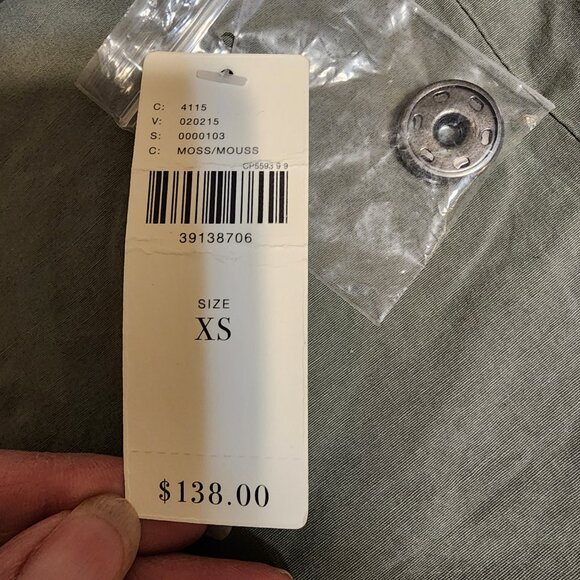 C: 4115
V: 020215
S: 0000103
C: MOSS/MOUSS
CP5593 9 9
39138706
SIZE
XS
$138.00